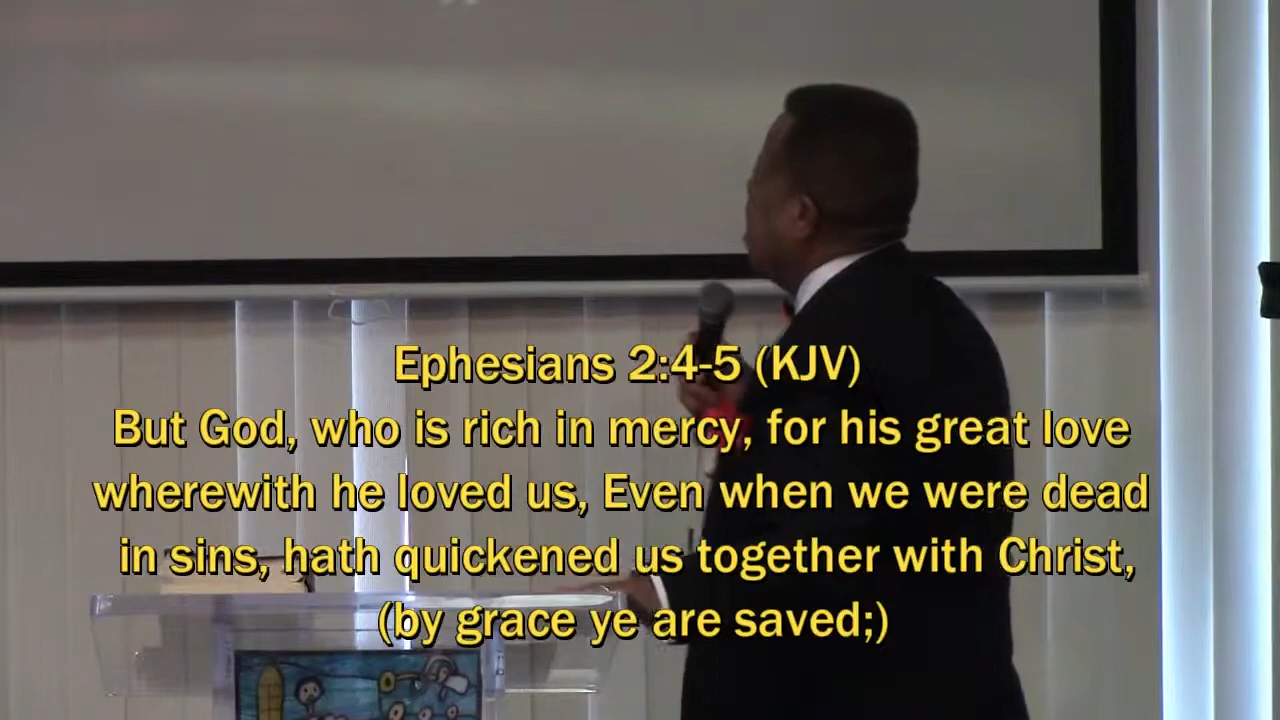 Ephesians 2:4-5 (KJV)
But God, who is rich in mercy, for his great love
wherewith he loved us, Even when we were dead
in sins, hath quickened us together with Christ,
(by grace ye are saved;)